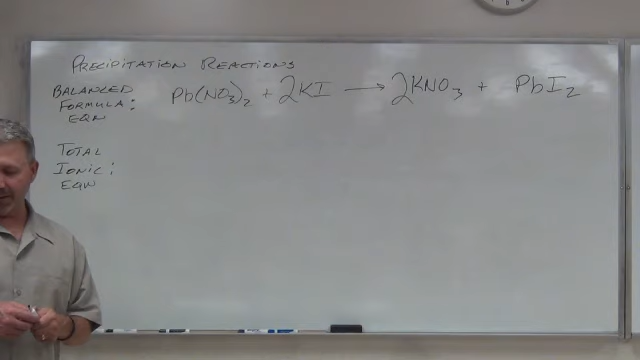 PRECIPITATION REACTIONS
BALANCED
FORMULA:
EQN
Pb(NO3)2 + 2KI → 2KNO3 + PbI2
TOTAL
IONIC:
EQN